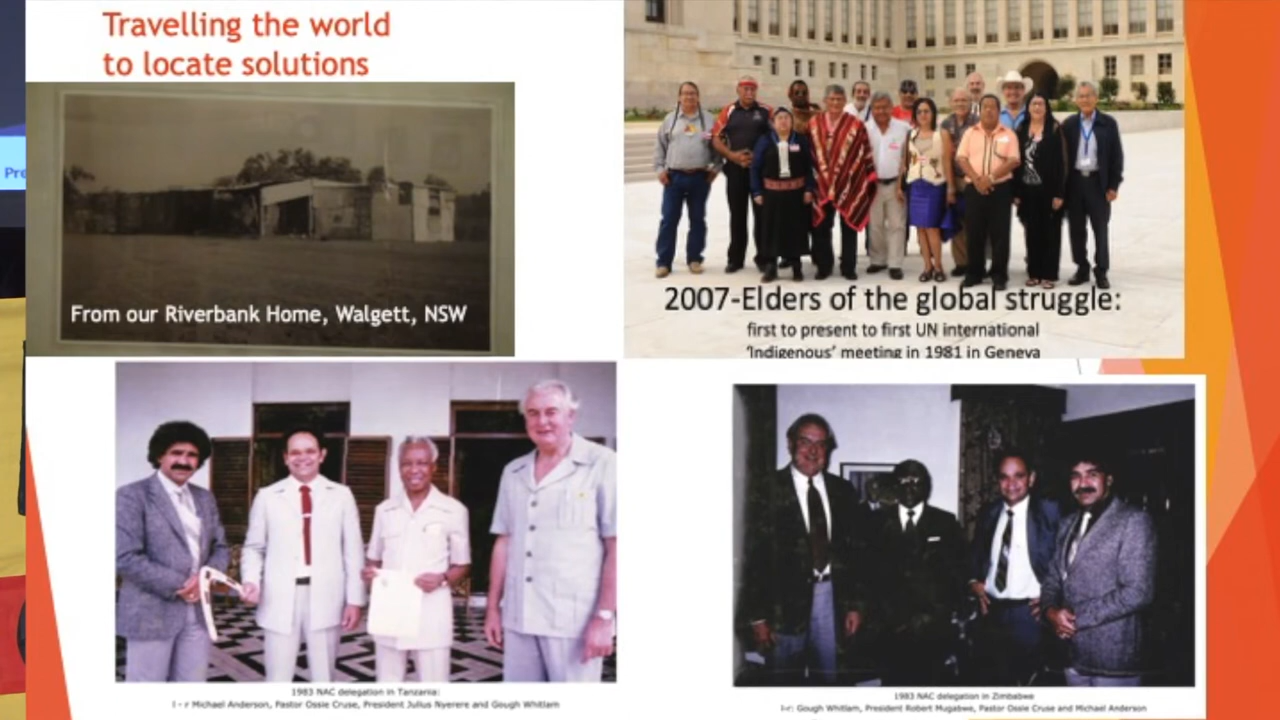 Travelling the world
to locate solutions
Pre
From our Riverbank Home, Walgett, NSW
2007-Elders of the global struggle:
first to present to first UN international
'Indigenous' meeting in 1981 in Geneva
1983 NAC delegation in Tanzania:
l - r Michael Anderson, Pastor Ossie Cruse, President Julius Nyerere and Gough Whitlam
1983 NAC delegation in Zimbabwe
l-r: Gough Whitlam, President Robert Mugabwe, Pastor Ossie Cruse and Michael Anderson